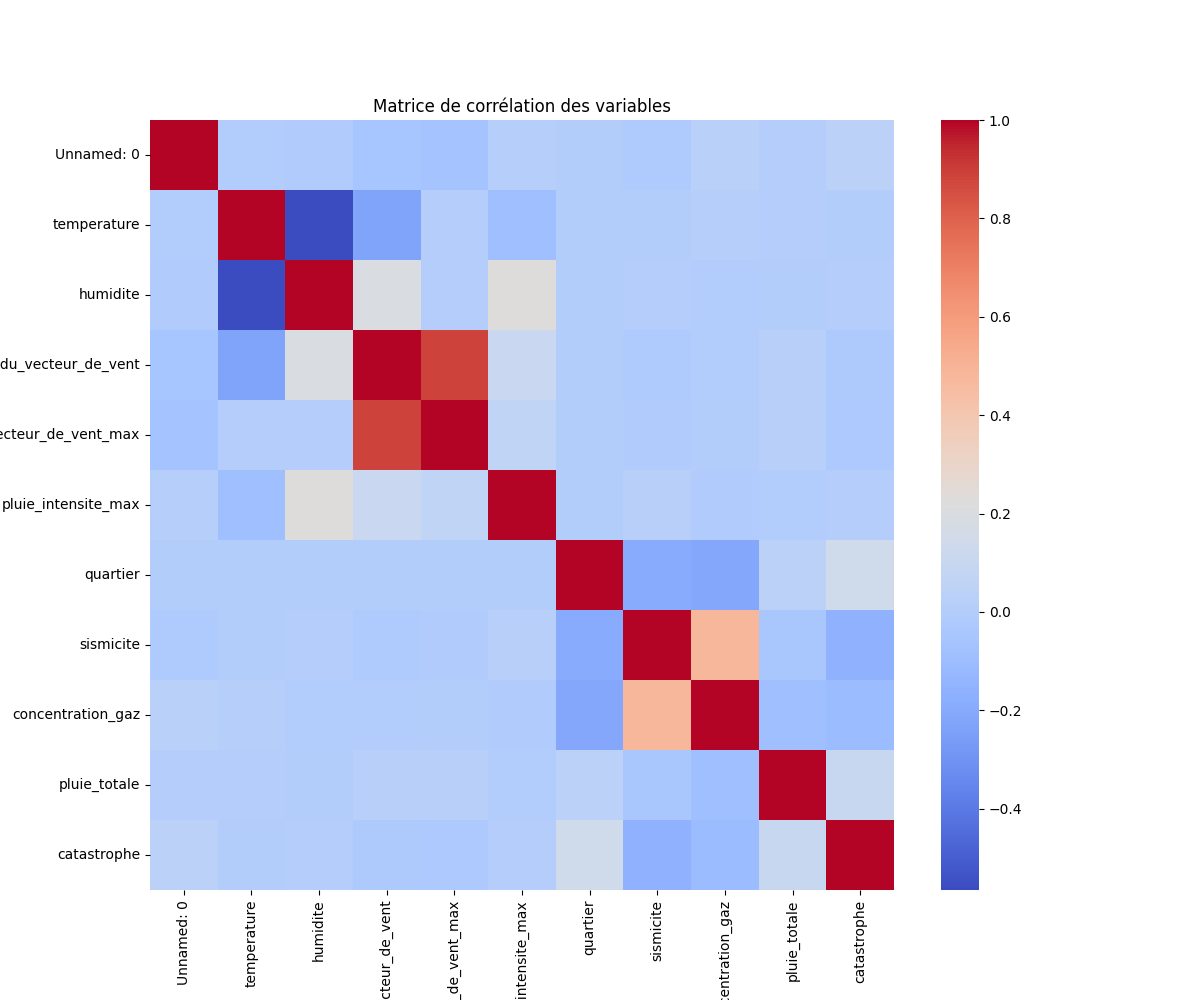 Matrice de corrélation des variables
Unnamed: 0
temperature
humidite
du_vecteur_de_vent
ecteur_de_vent_max
pluie_intensite_max
quartier
sismicite
concentration_gaz
pluie_totale
catastrophe
Unnamed: 0
temperature
humidite
cteur_de_vent
_de_vent_max
intensite_max
quartier
sismicite
centration_gaz
pluie_totale
catastrophe
1.0
0.8
0.6
0.4
0.2
0.0
−0.2
−0.4